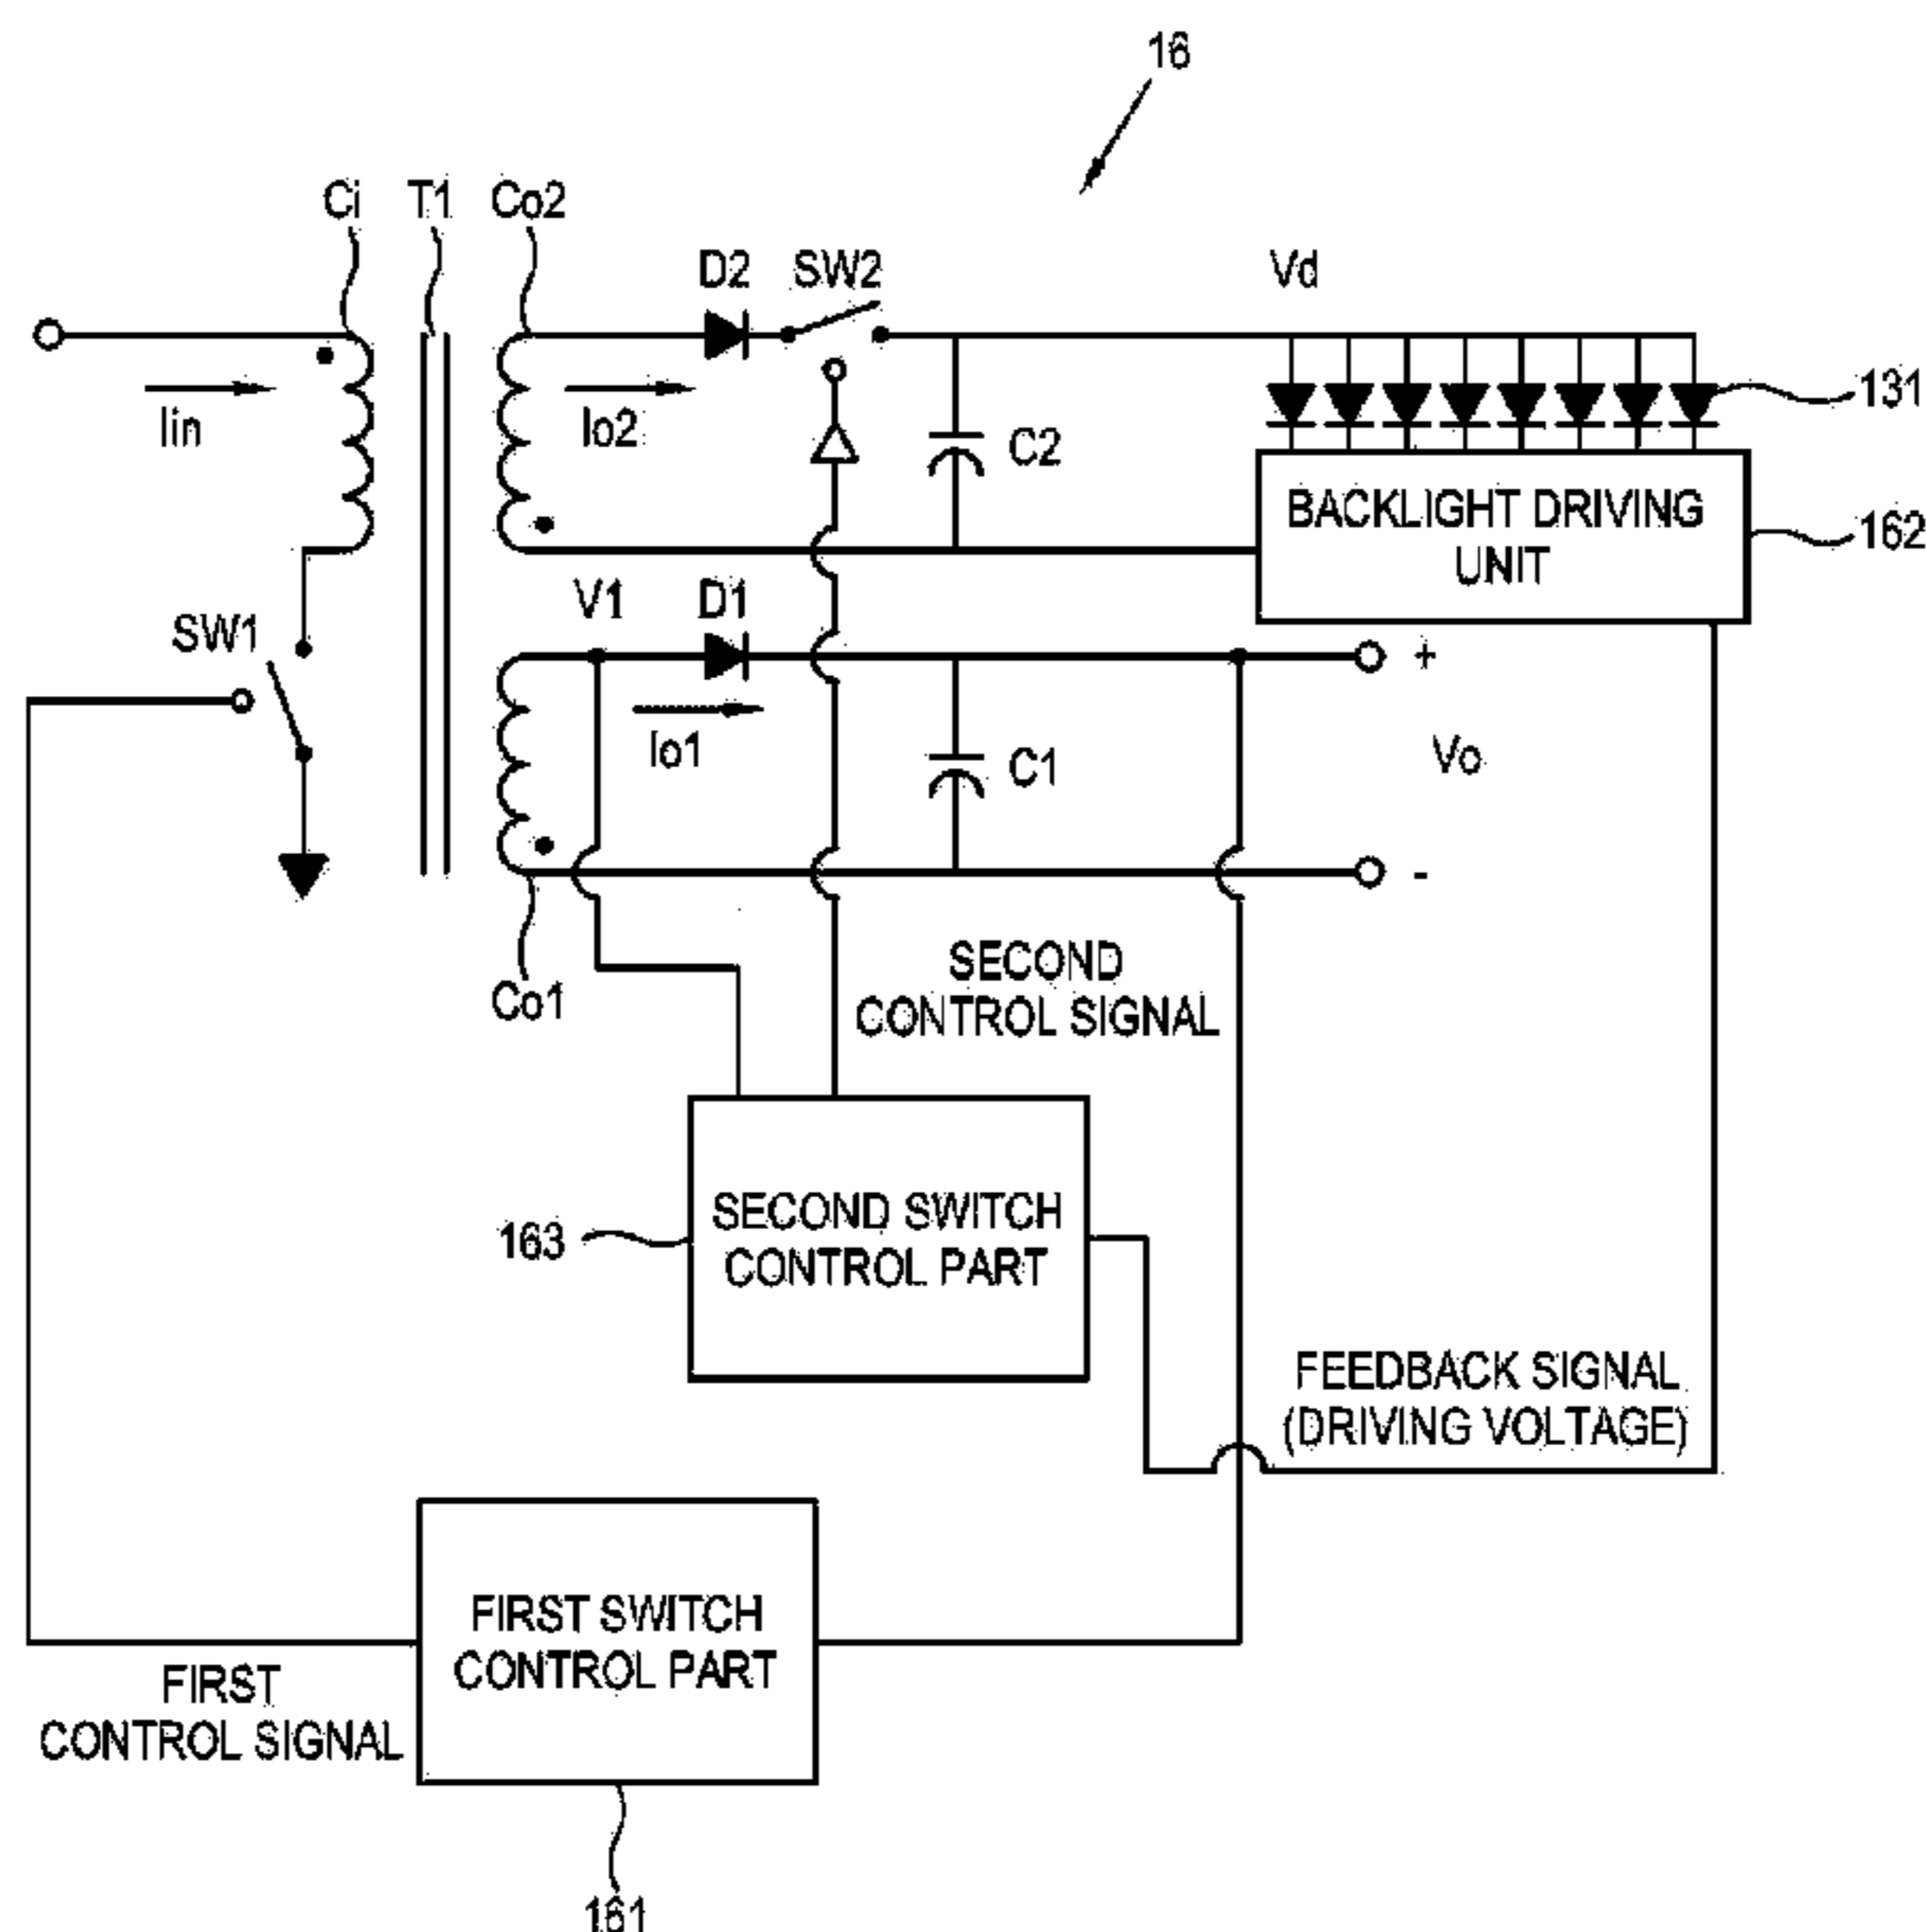 16
Ci
T1
Co2
D2
SW2
Vd
131
Iin
Io2
C2
BACKLIGHT DRIVING
UNIT
162
V1
D1
SW1
+
Io1
C1
Vo
-
Co1
SECOND
CONTROL SIGNAL
163
SECOND SWITCH
CONTROL PART
FEEDBACK SIGNAL
(DRIVING VOLTAGE)
FIRST SWITCH
CONTROL PART
FIRST
CONTROL SIGNAL
161